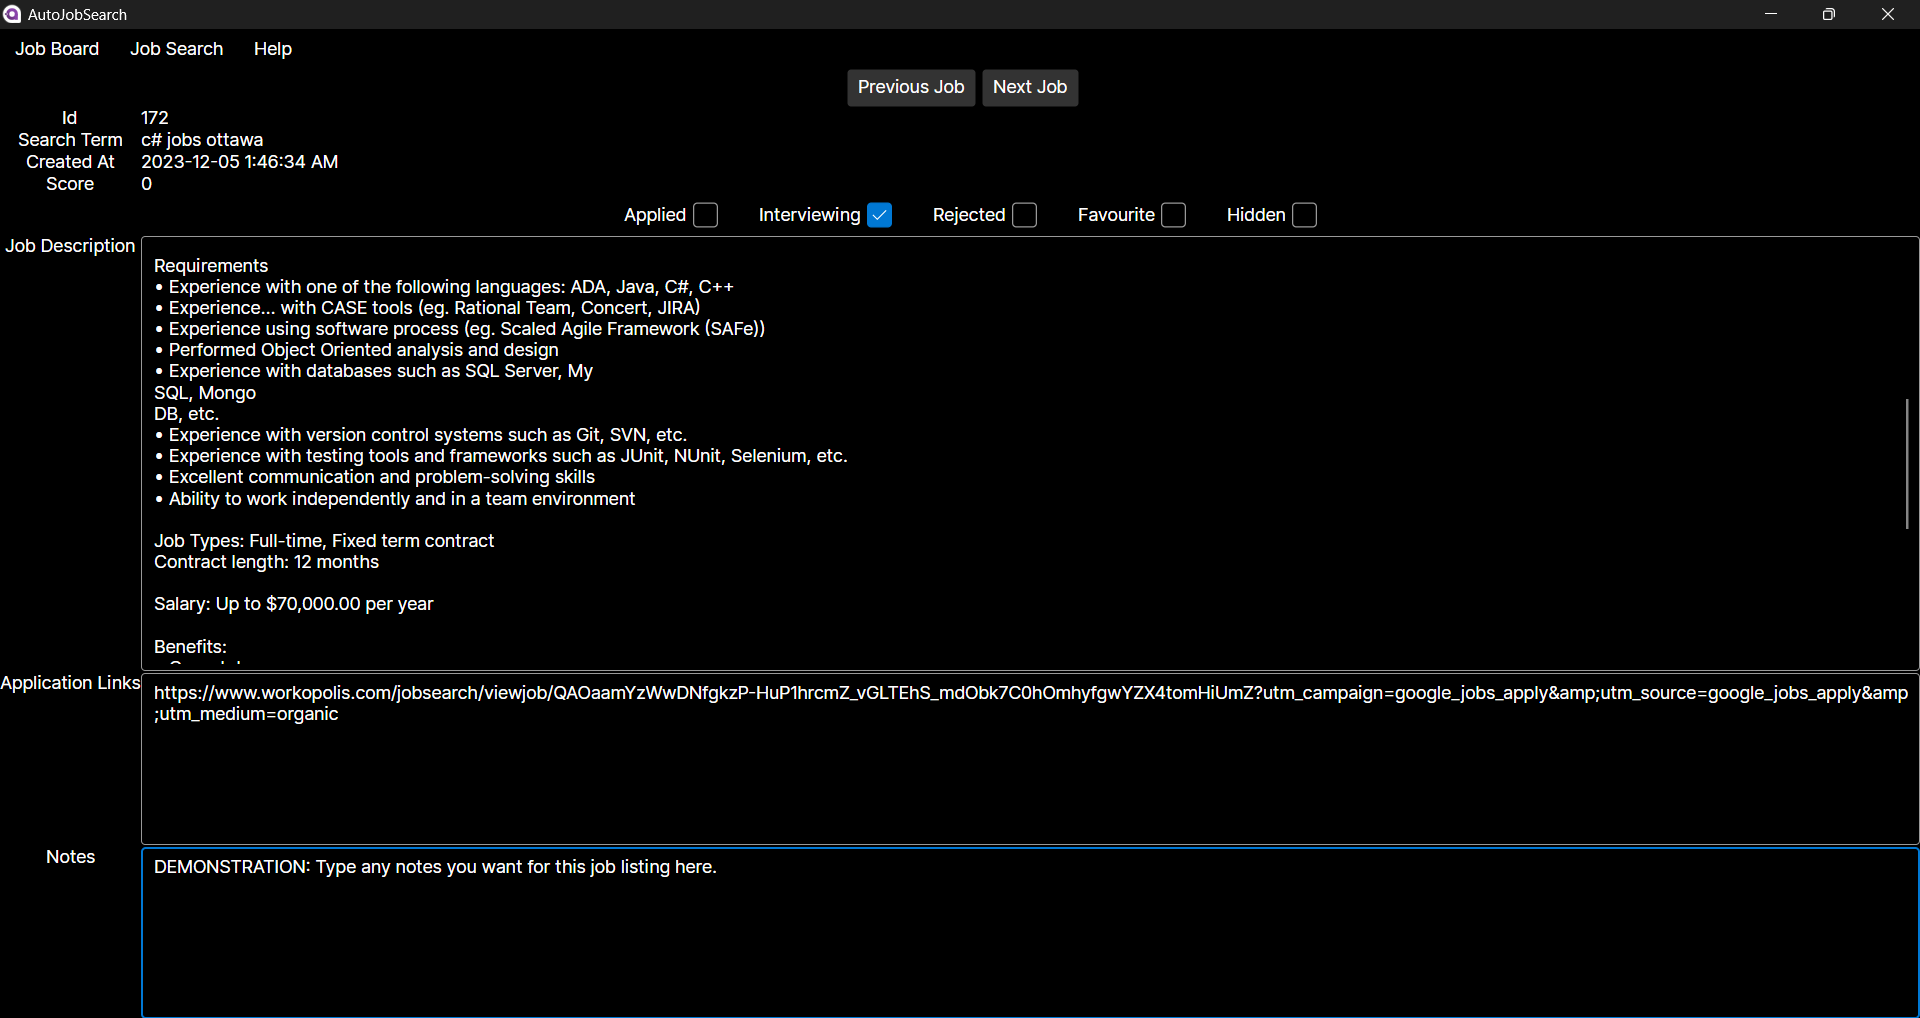 AutoJobSearch
Job Board Job Search Help
Previous Job Next Job
Id 172
Search Term c# jobs ottawa
Created At 2023-12-05 1:46:34 AM
Score 0
Applied Interviewing Rejected Favourite Hidden
Job Description
Requirements
• Experience with one of the following languages: ADA, Java, C#, C++
• Experience... with CASE tools (eg. Rational Team, Concert, JIRA)
• Experience using software process (eg. Scaled Agile Framework (SAFe))
• Performed Object Oriented analysis and design
• Experience with databases such as SQL Server, My
SQL, Mongo
DB, etc.
• Experience with version control systems such as Git, SVN, etc.
• Experience with testing tools and frameworks such as JUnit, NUnit, Selenium, etc.
• Excellent communication and problem-solving skills
• Ability to work independently and in a team environment
Job Types: Full-time, Fixed term contract
Contract length: 12 months
Salary: Up to $70,000.00 per year
Benefits:
Application Links
https://www.workopolis.com/jobsearch/viewjob/QAOaamYzWwDNfgkzP-HuP1hrcmZ_vGLTEhS_mdObk7C0hOmhyfgwYZX4tomHiUmZ?utm_campaign=google_jobs_apply&amp;utm_source=google_jobs_apply&amp
;utm_medium=organic
Notes
DEMONSTRATION: Type any notes you want for this job listing here.